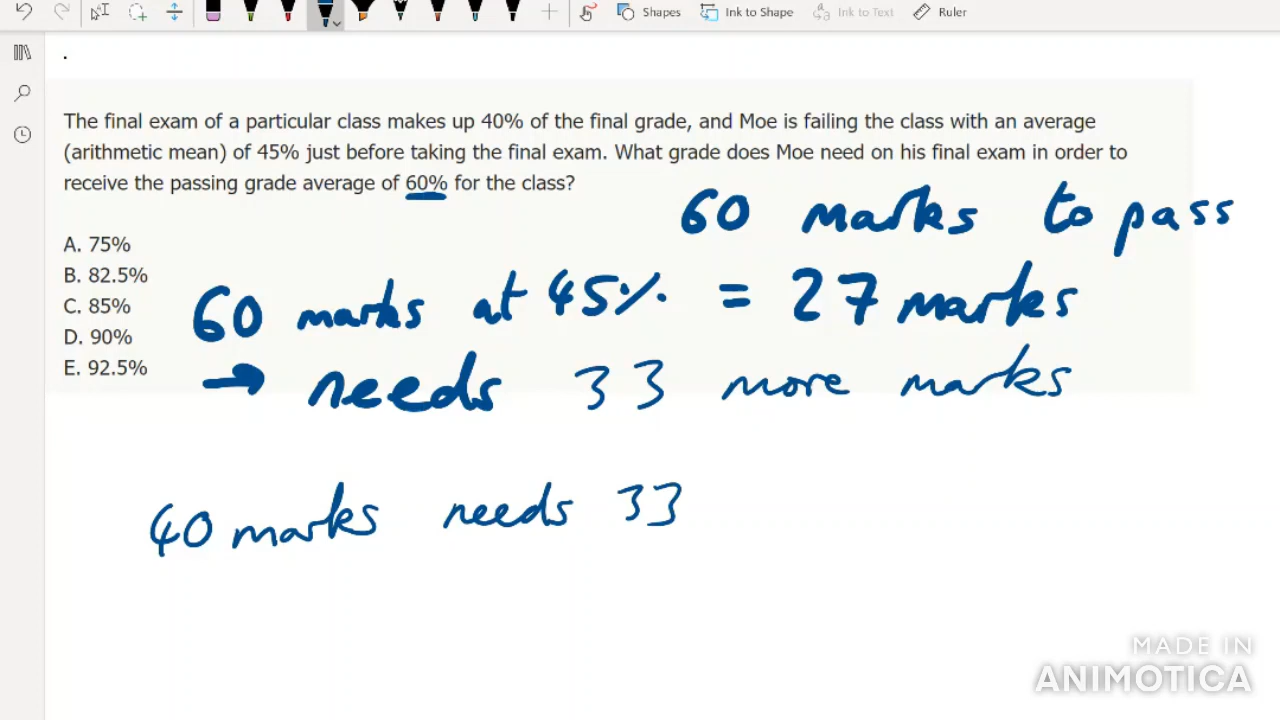 Shapes Ink to Shape Ink to Text Ruler
.
The final exam of a particular class makes up 40% of the final grade, and Moe is failing the class with an average
(arithmetic mean) of 45% just before taking the final exam. What grade does Moe need on his final exam in order to
receive the passing grade average of 60% for the class?
60 marks to pass
A. 75%
B. 82.5%
C. 85%
D. 90%
E. 92.5%
60 marks at 45% = 27 marks
→ needs 33 more marks
40 marks needs 33
MADE IN
ANIMOTICA